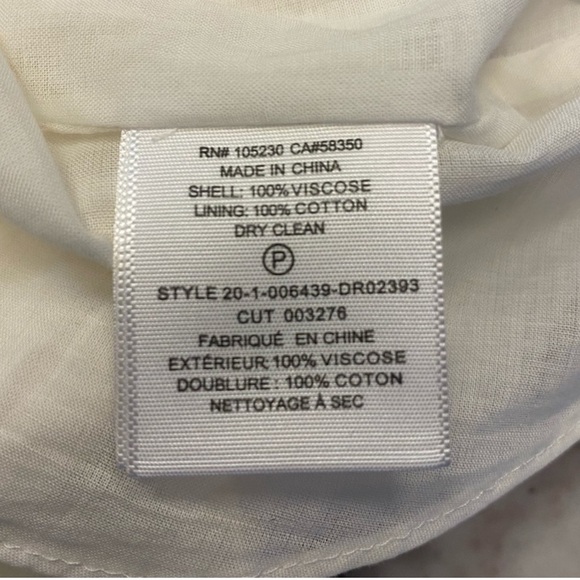 RN# 105230 CA#58350
MADE IN CHINA
SHELL: 100% VISCOSE
LINING: 100% COTTON
DRY CLEAN
P
STYLE 20-1-006439-DR02393
CUT 003276
FABRIQUÉ EN CHINE
EXTÉRIEUR: 100% VISCOSE
DOUBLURE : 100% COTON
NETTOYAGE À SEC